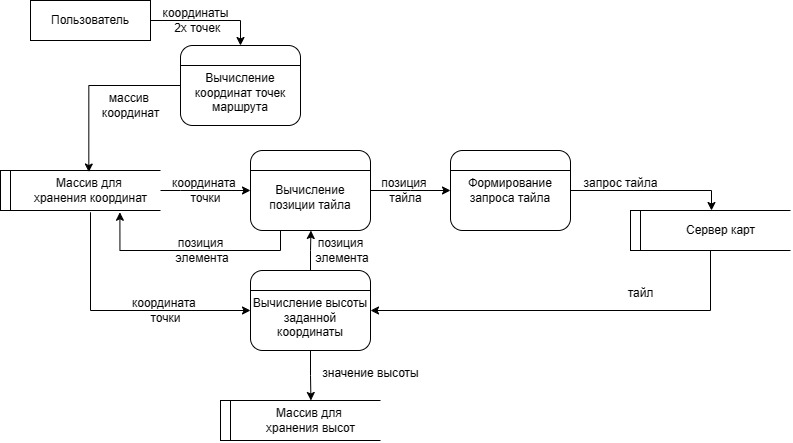 Пользователь
координаты
2x точек
Вычисление
координат точек
маршрута
массив
координат
Массив для
хранения координат
координата
точки
Вычисление
позиции тайла
позиция
тайла
Формирование
запроса тайла
запрос тайла
Сервер карт
позиция
элемента
позиция
элемента
тайл
координата
точки
Вычисление высоты
заданной
координаты
значение высоты
Массив для
хранения высот